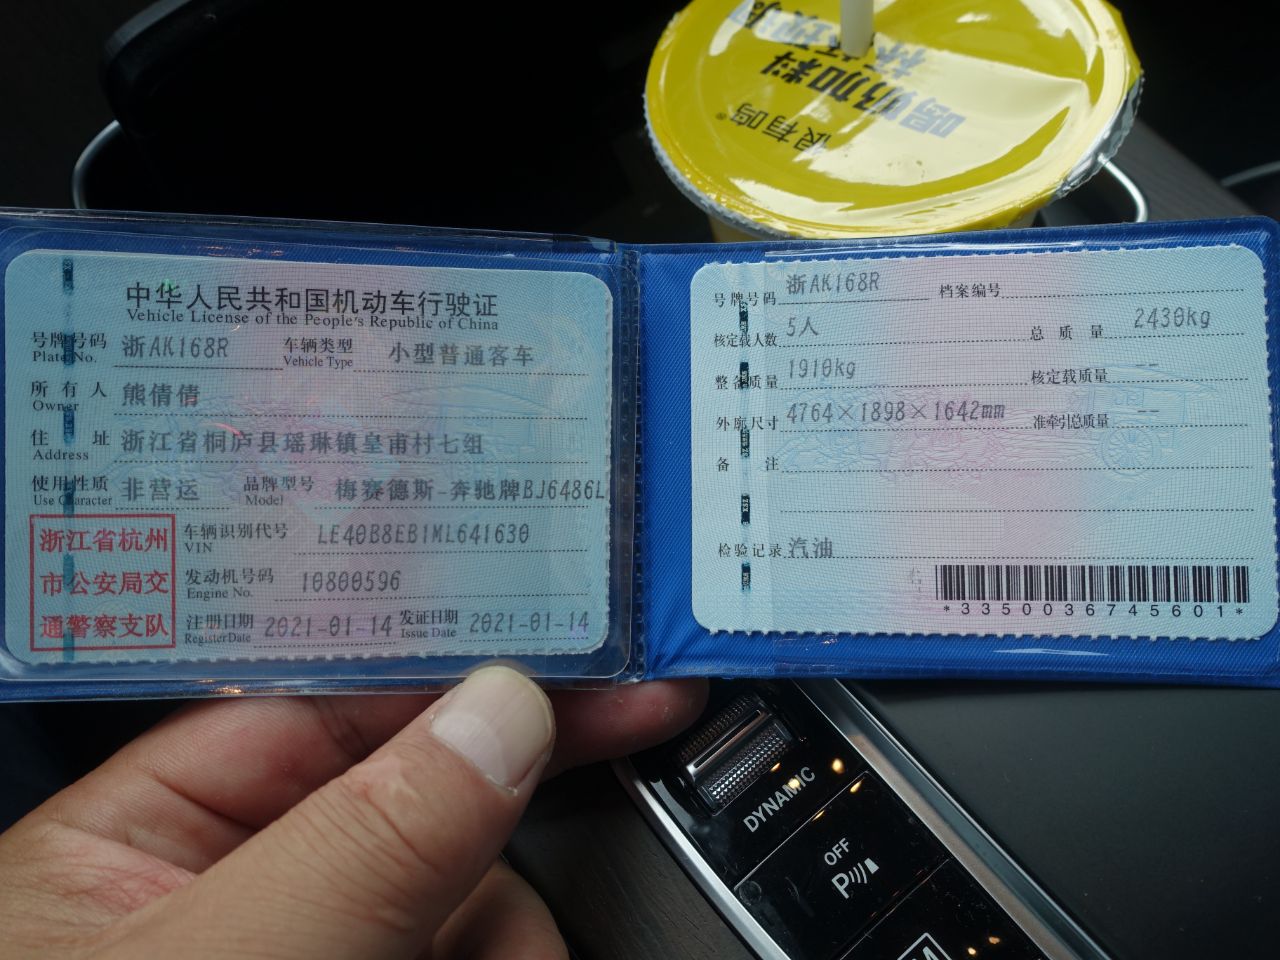 很有鸣®
喝奶加料
中华人民共和国机动车行驶证
Vehicle License of the People's Republic of China
号牌号码 浙AK168R 车辆类型 小型普通客车
Plate No. Vehicle Type
所有人 熊倩倩
Owner
住址 浙江省桐庐县瑶琳镇皇甫村七组
Address
使用性质 非营运 品牌型号 梅赛德斯-奔驰牌BJ6486L
Use Character Model
浙江省杭州
市公安局交
通警察支队
车辆识别代号 LE40B8EB1ML641630
VIN
发动机号码 10800596
Engine No.
注册日期 2021-01-14 发证日期 2021-01-14
Register Date Issue Date
号牌号码 浙AK168R 档案编号
核定载人数 5人 总质量 2430kg
整备质量 1910kg 核定载质量 --
外廓尺寸 4764×1898×1642mm 准牵引总质量 --
备注
检验记录 汽油
*3350036745601*
DYNAMIC
OFF
P